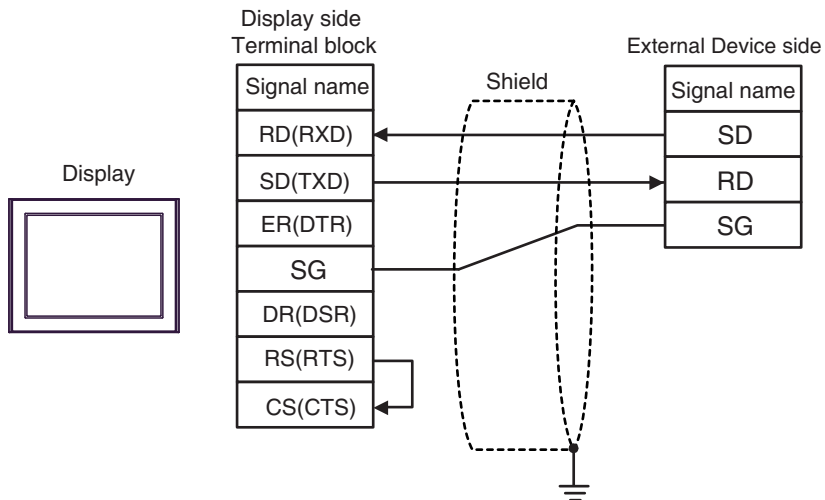 Display side
Terminal block
External Device side
Signal name
Shield
Signal name
RD(RXD)
SD
SD(TXD)
RD
Display
ER(DTR)
SG
SG
DR(DSR)
RS(RTS)
CS(CTS)